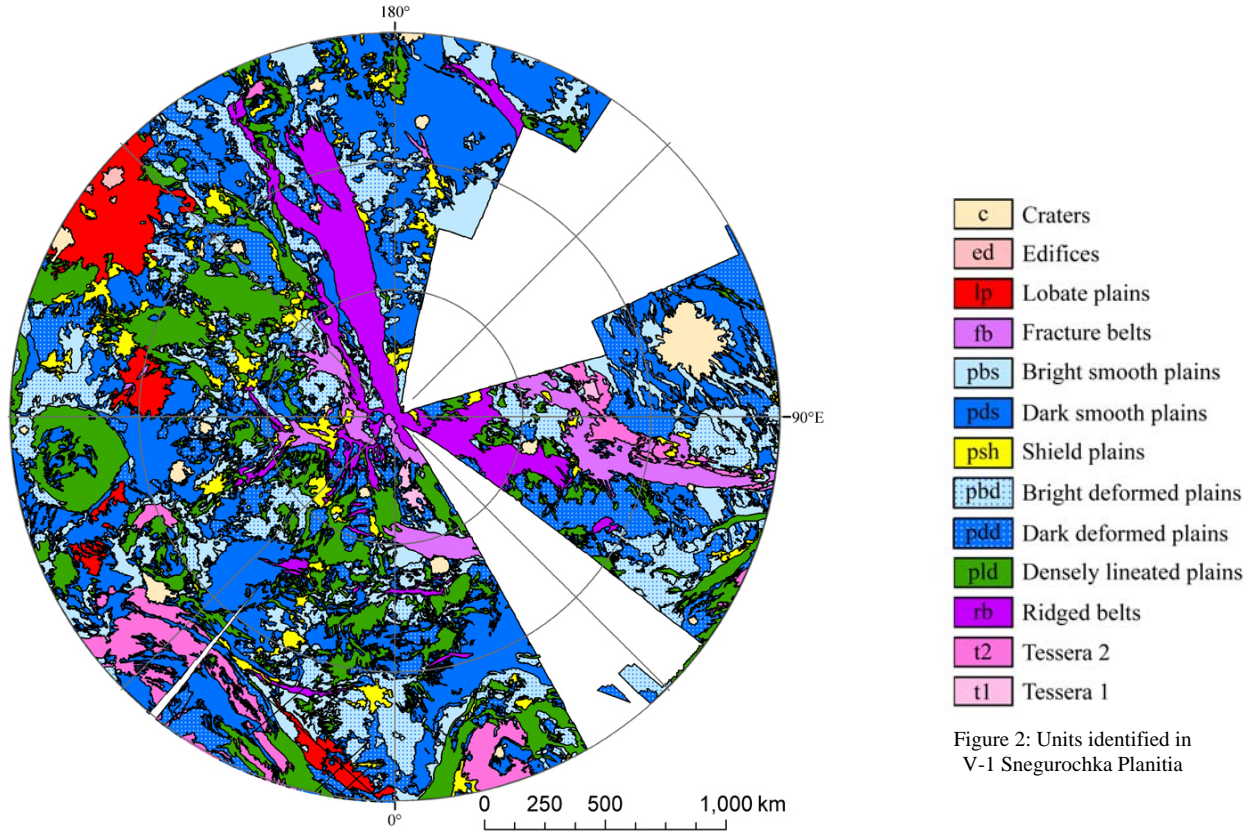 180°
90°E
0°
0 250 500 1,000 km
c Craters
ed Edifices
lp Lobate plains
fb Fracture belts
pbs Bright smooth plains
pds Dark smooth plains
psh Shield plains
pbd Bright deformed plains
pdd Dark deformed plains
pld Densely lineated plains
rb Ridged belts
t2 Tessera 2
t1 Tessera 1
Figure 2: Units identified in
V-1 Snegurochka Planitia